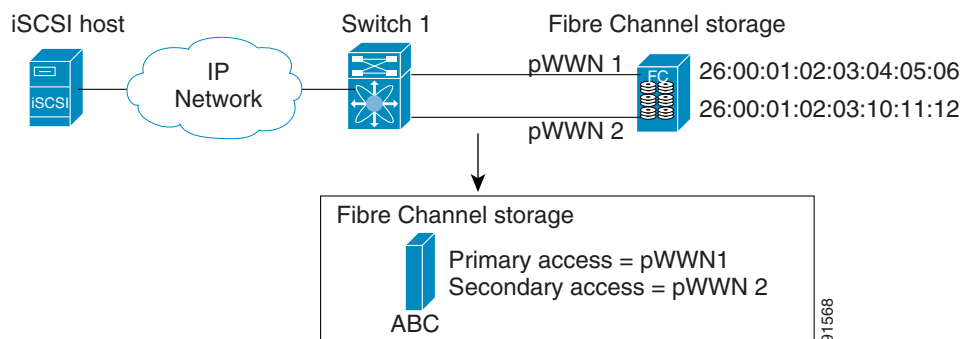 iSCSI host
Switch 1
Fibre Channel storage
IP
Network
iSCSI
pWWN 1
FC
26:00:01:02:03:04:05:06
26:00:01:02:03:10:11:12
pWWN 2
Fibre Channel storage
Primary access = pWWN1
Secondary access = pWWN 2
ABC
91568